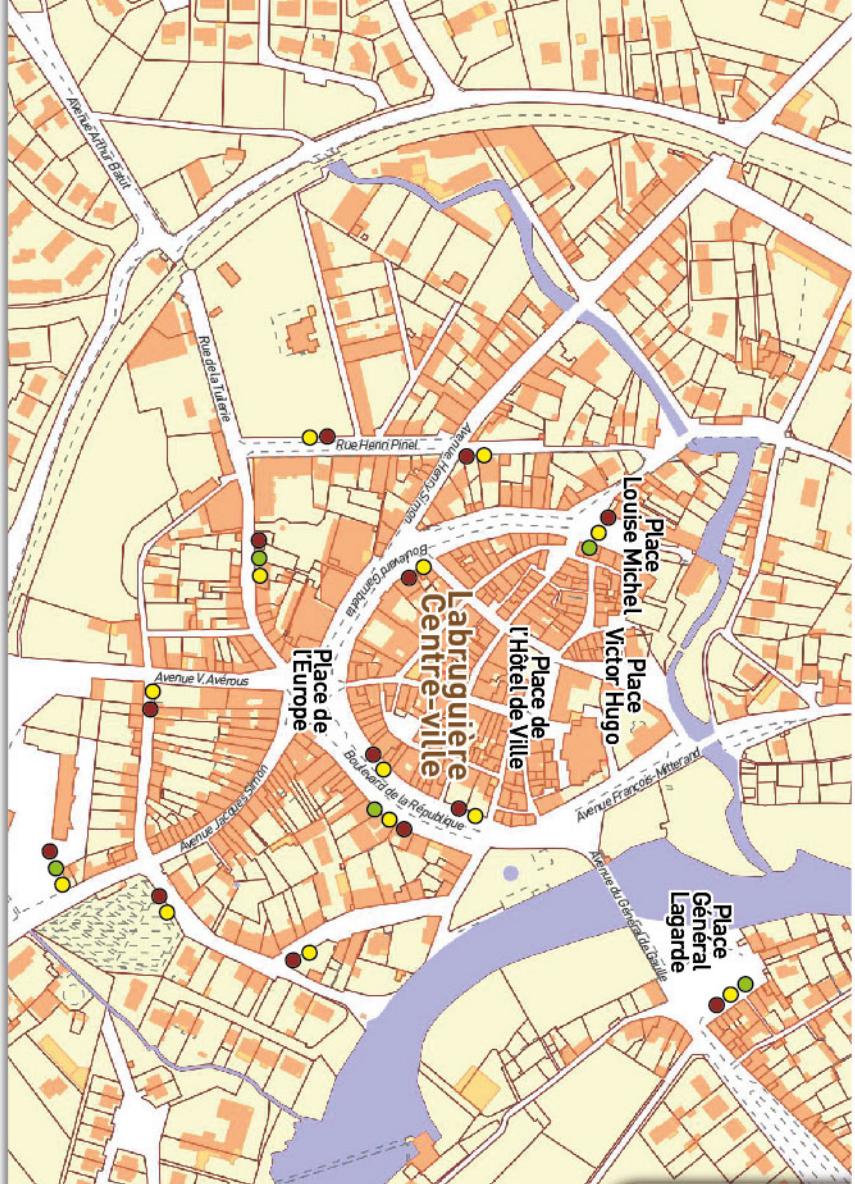 Avenue Arthur Batut
Rue de la Tuilerie
Rue Henri Pinel
Avenue Henry Simon
Boulevard Gambetta
Place
Louise Michel
Place
Victor Hugo
Place de
l'Hôtel de Ville
Labruguière
Centre-ville
Place de
l'Europe
Avenue V. Avérous
Boulevard de la République
Avenue Jacques Simon
Avenue François-Mitterand
Avenue du Général de Gaulle
Place
Général
Lagarde